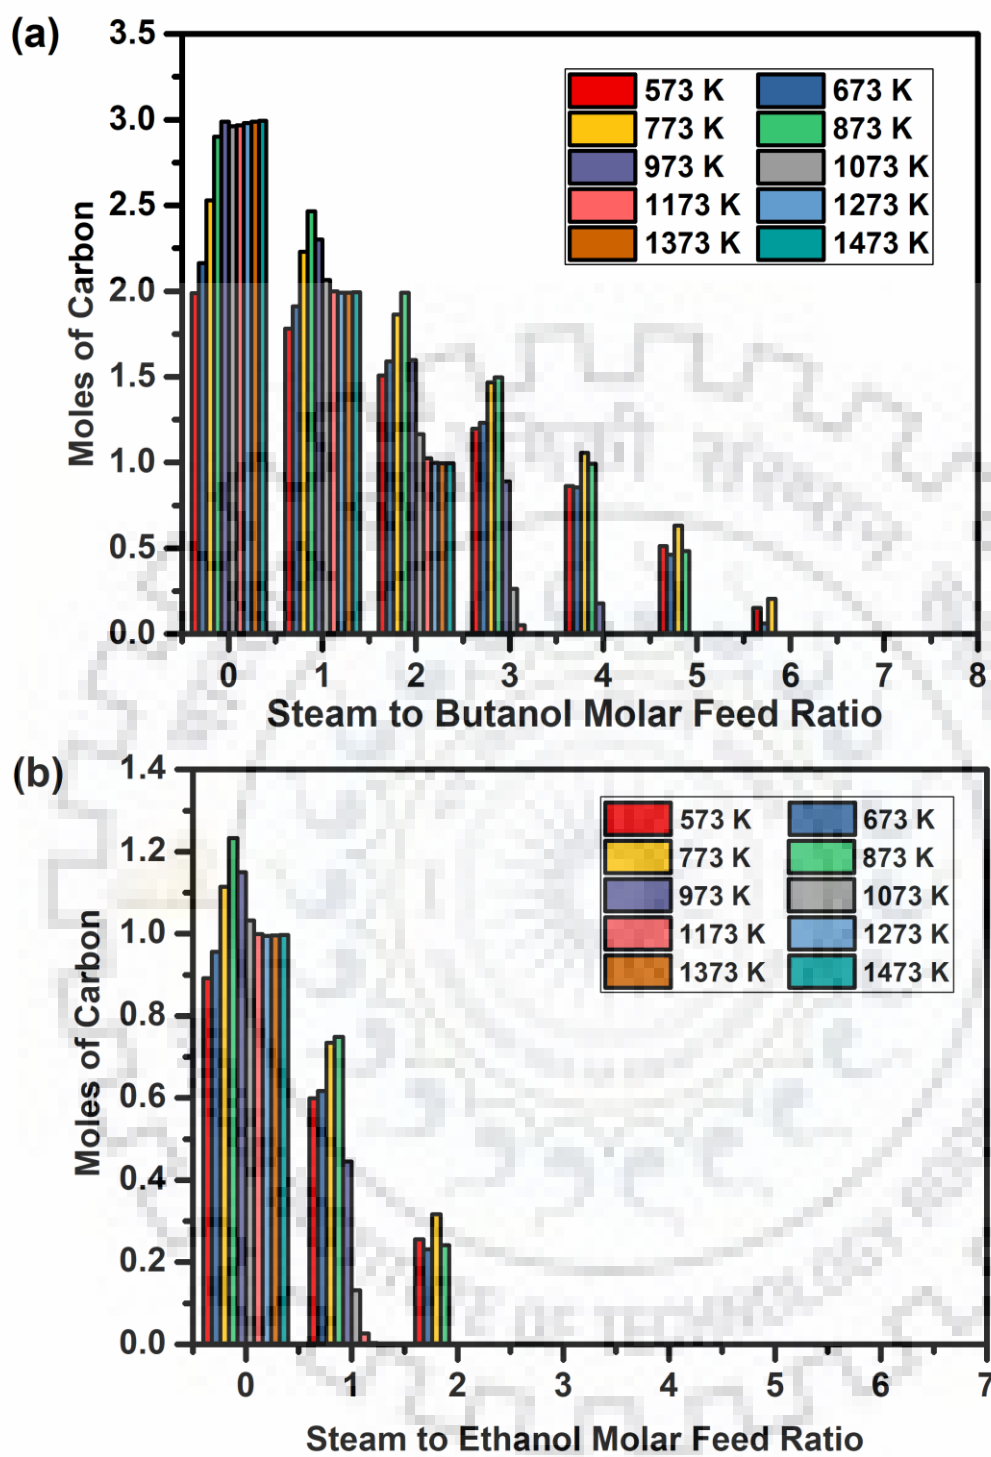 (a)
3.5
3.0
2.5
2.0
1.5
1.0
0.5
0.0
Moles of Carbon
573 K 673 K
773 K 873 K
973 K 1073 K
1173 K 1273 K
1373 K 1473 K
0 1 2 3 4 5 6 7 8
Steam to Butanol Molar Feed Ratio
(b)
1.4
1.2
1.0
0.8
0.6
0.4
0.2
0.0
Moles of Carbon
573 K 673 K
773 K 873 K
973 K 1073 K
1173 K 1273 K
1373 K 1473 K
0 1 2 3 4 5 6 7
Steam to Ethanol Molar Feed Ratio